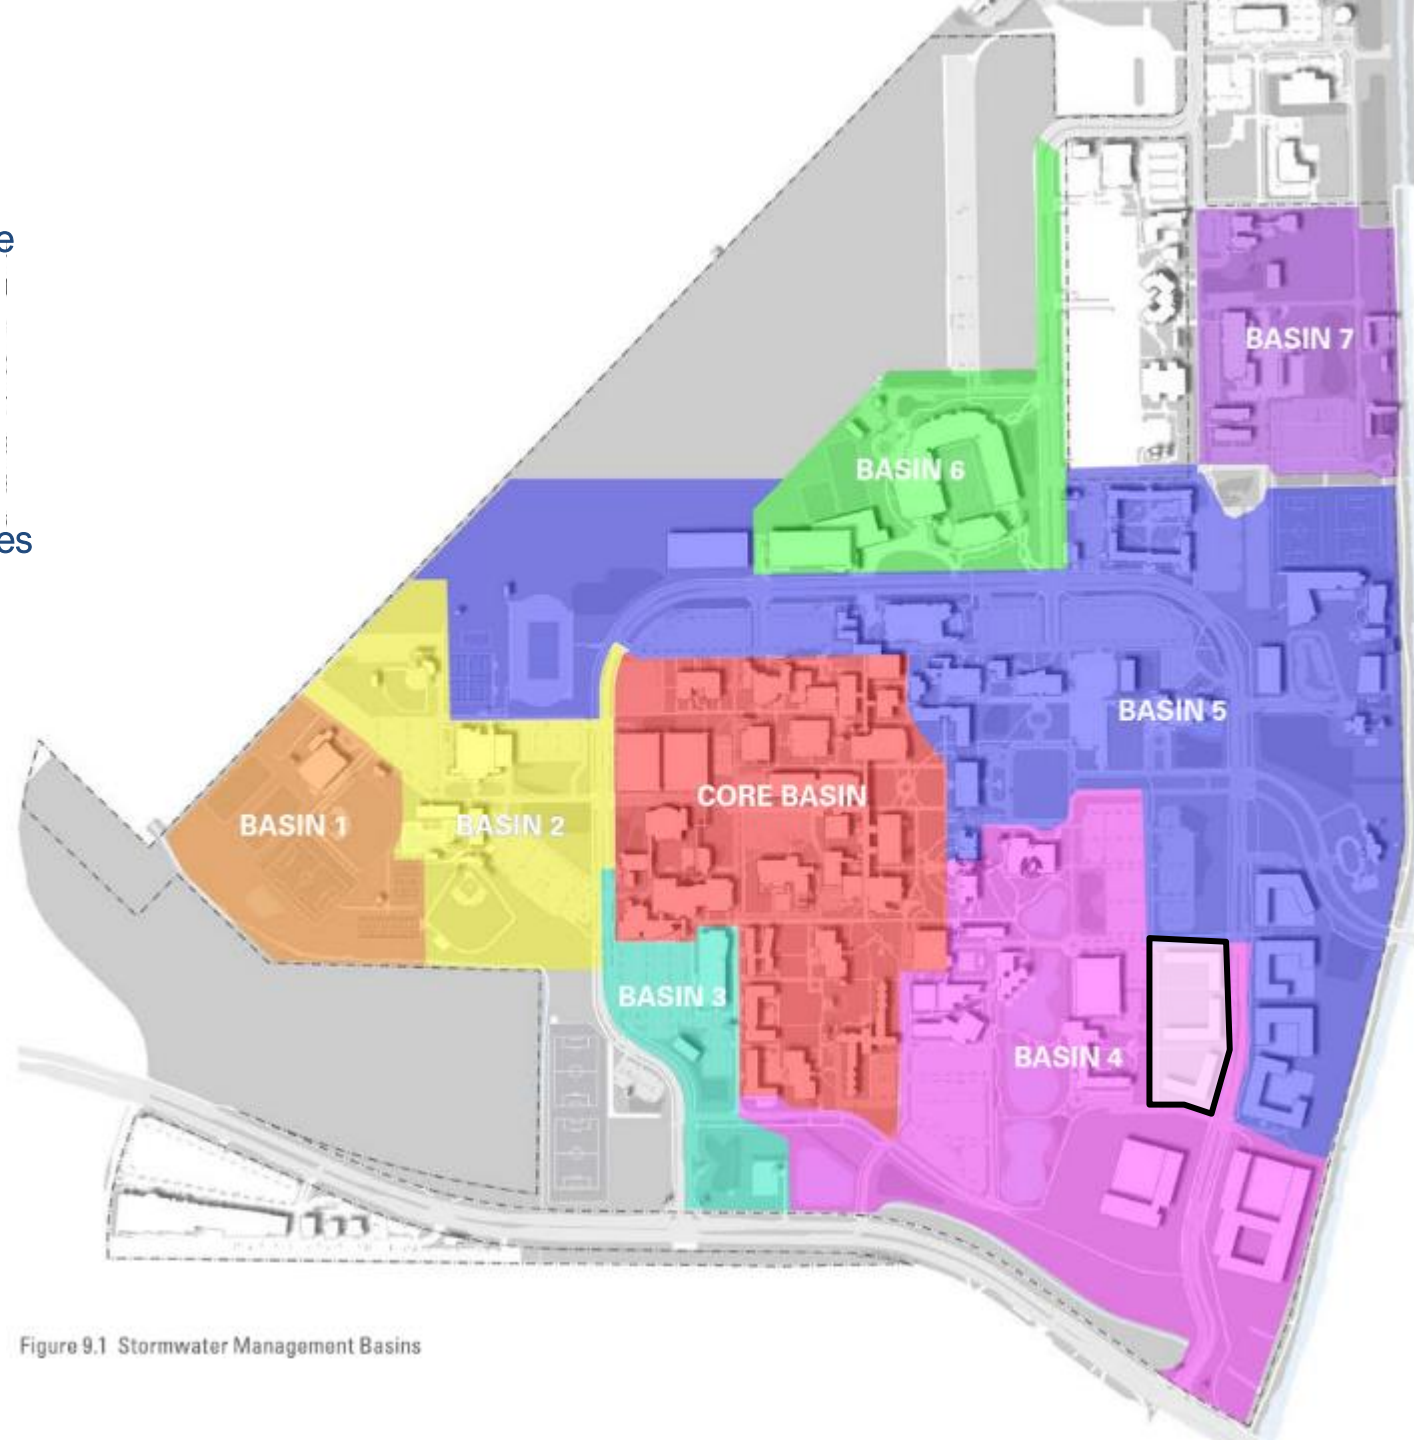 e
es
BASIN 7
BASIN 6
BASIN 5
CORE BASIN
BASIN 1
BASIN 2
BASIN 3
BASIN 4
Figure 9.1 Stormwater Management Basins